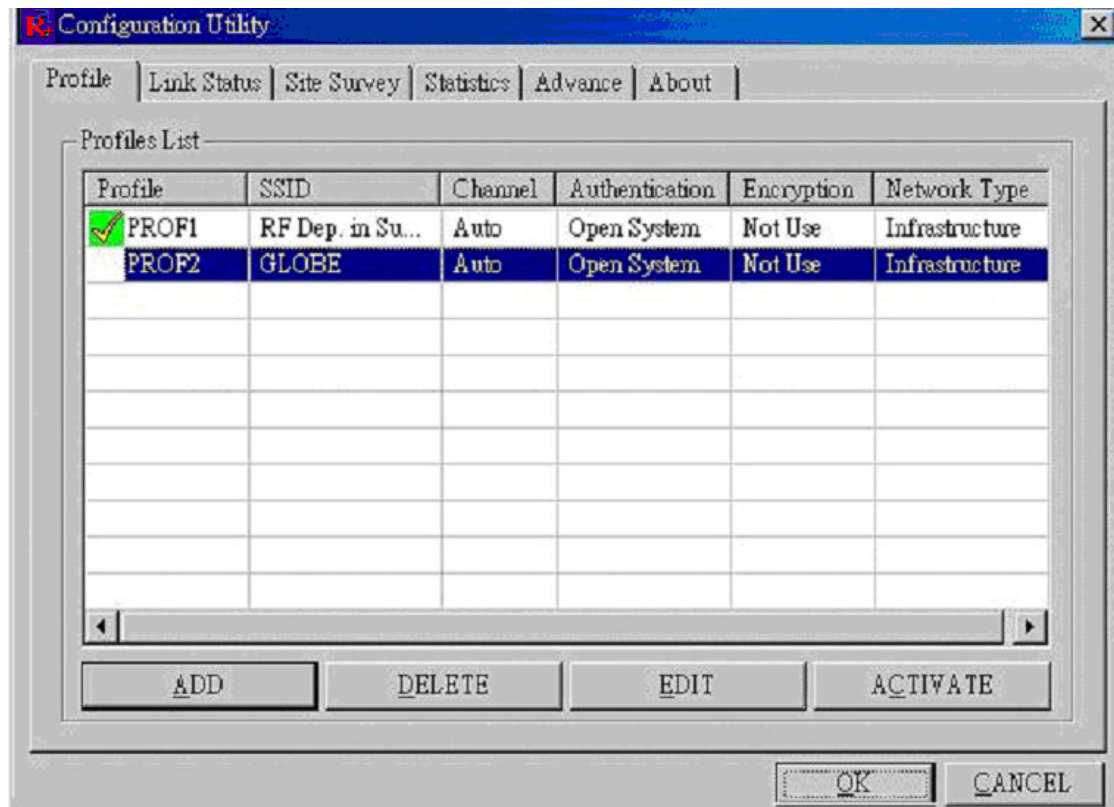 Configuration Utility
Profile Link Status Site Survey Statistics Advance About
Profiles List
Profile SSID Channel Authentication Encryption Network Type
PROF1 RF Dep. in Su... Auto Open System Not Use Infrastructure
PROF2 GLOBE Auto Open System Not Use Infrastructure
ADD DELETE EDIT ACTIVATE
OK CANCEL